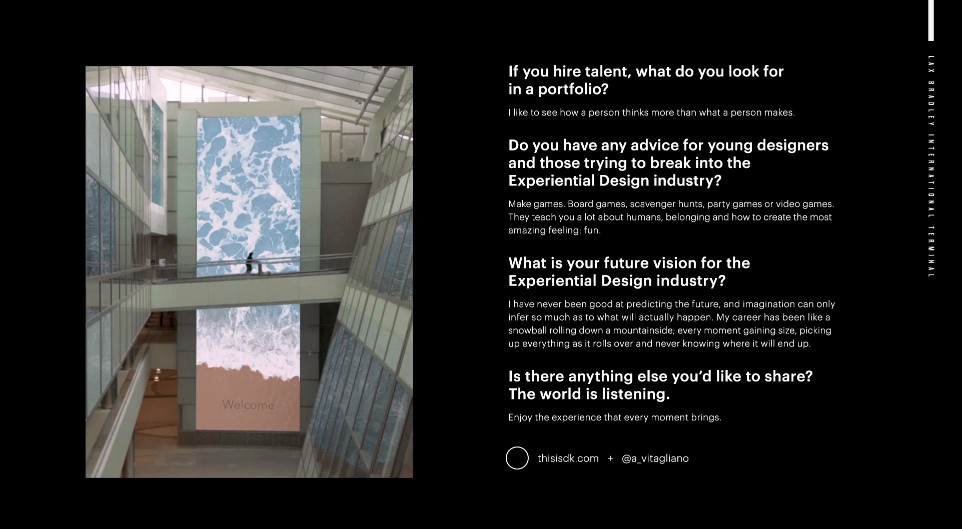 If you hire talent, what do you look for
in a portfolio?
I like to see how a person thinks more than what a person makes.
Do you have any advice for young designers
and those trying to break into the
Experiential Design industry?
Make games. Board games, scavenger hunts, party games or video games.
They teach you a lot about humans, belonging and how to create the most
amazing feeling: fun.
What is your future vision for the
Experiential Design industry?
I have never been good at predicting the future, and imagination can only
infer so much as to what will actually happen. My career has been like a
snowball rolling down a mountainside; every moment gaining size, picking
up everything as it rolls over and never knowing where it will end up.
Is there anything else you’d like to share?
The world is listening.
Enjoy the experience that every moment brings.
thisisdk.com + @a_vitagliano
Welcome
LAX BRADLEY INTERNATIONAL TERMINAL